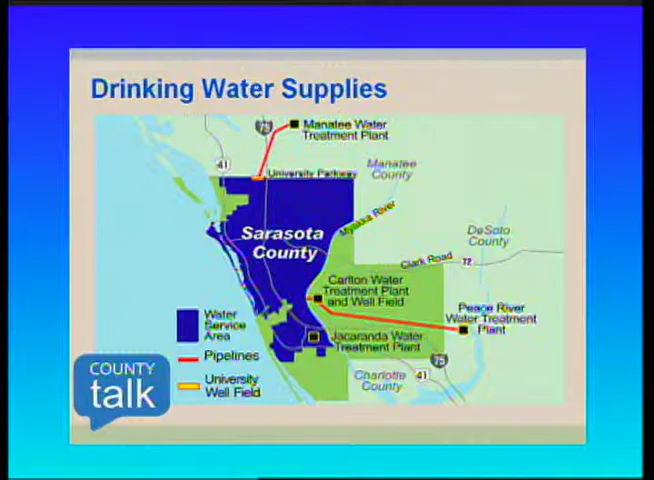 Drinking Water Supplies
75
Manatee Water
Treatment Plant
41
University Parkway
Manatee
County
Myakka River
Sarasota
County
DeSoto
County
Clark Road
72
Carlton Water
Treatment Plant
and Well Field
Peace River
Water Treatment
Plant
Water
Service
Area
Jacaranda Water
Treatment Plant
Pipelines
75
University
Well Field
Charlotte
County
41
COUNTY
talk